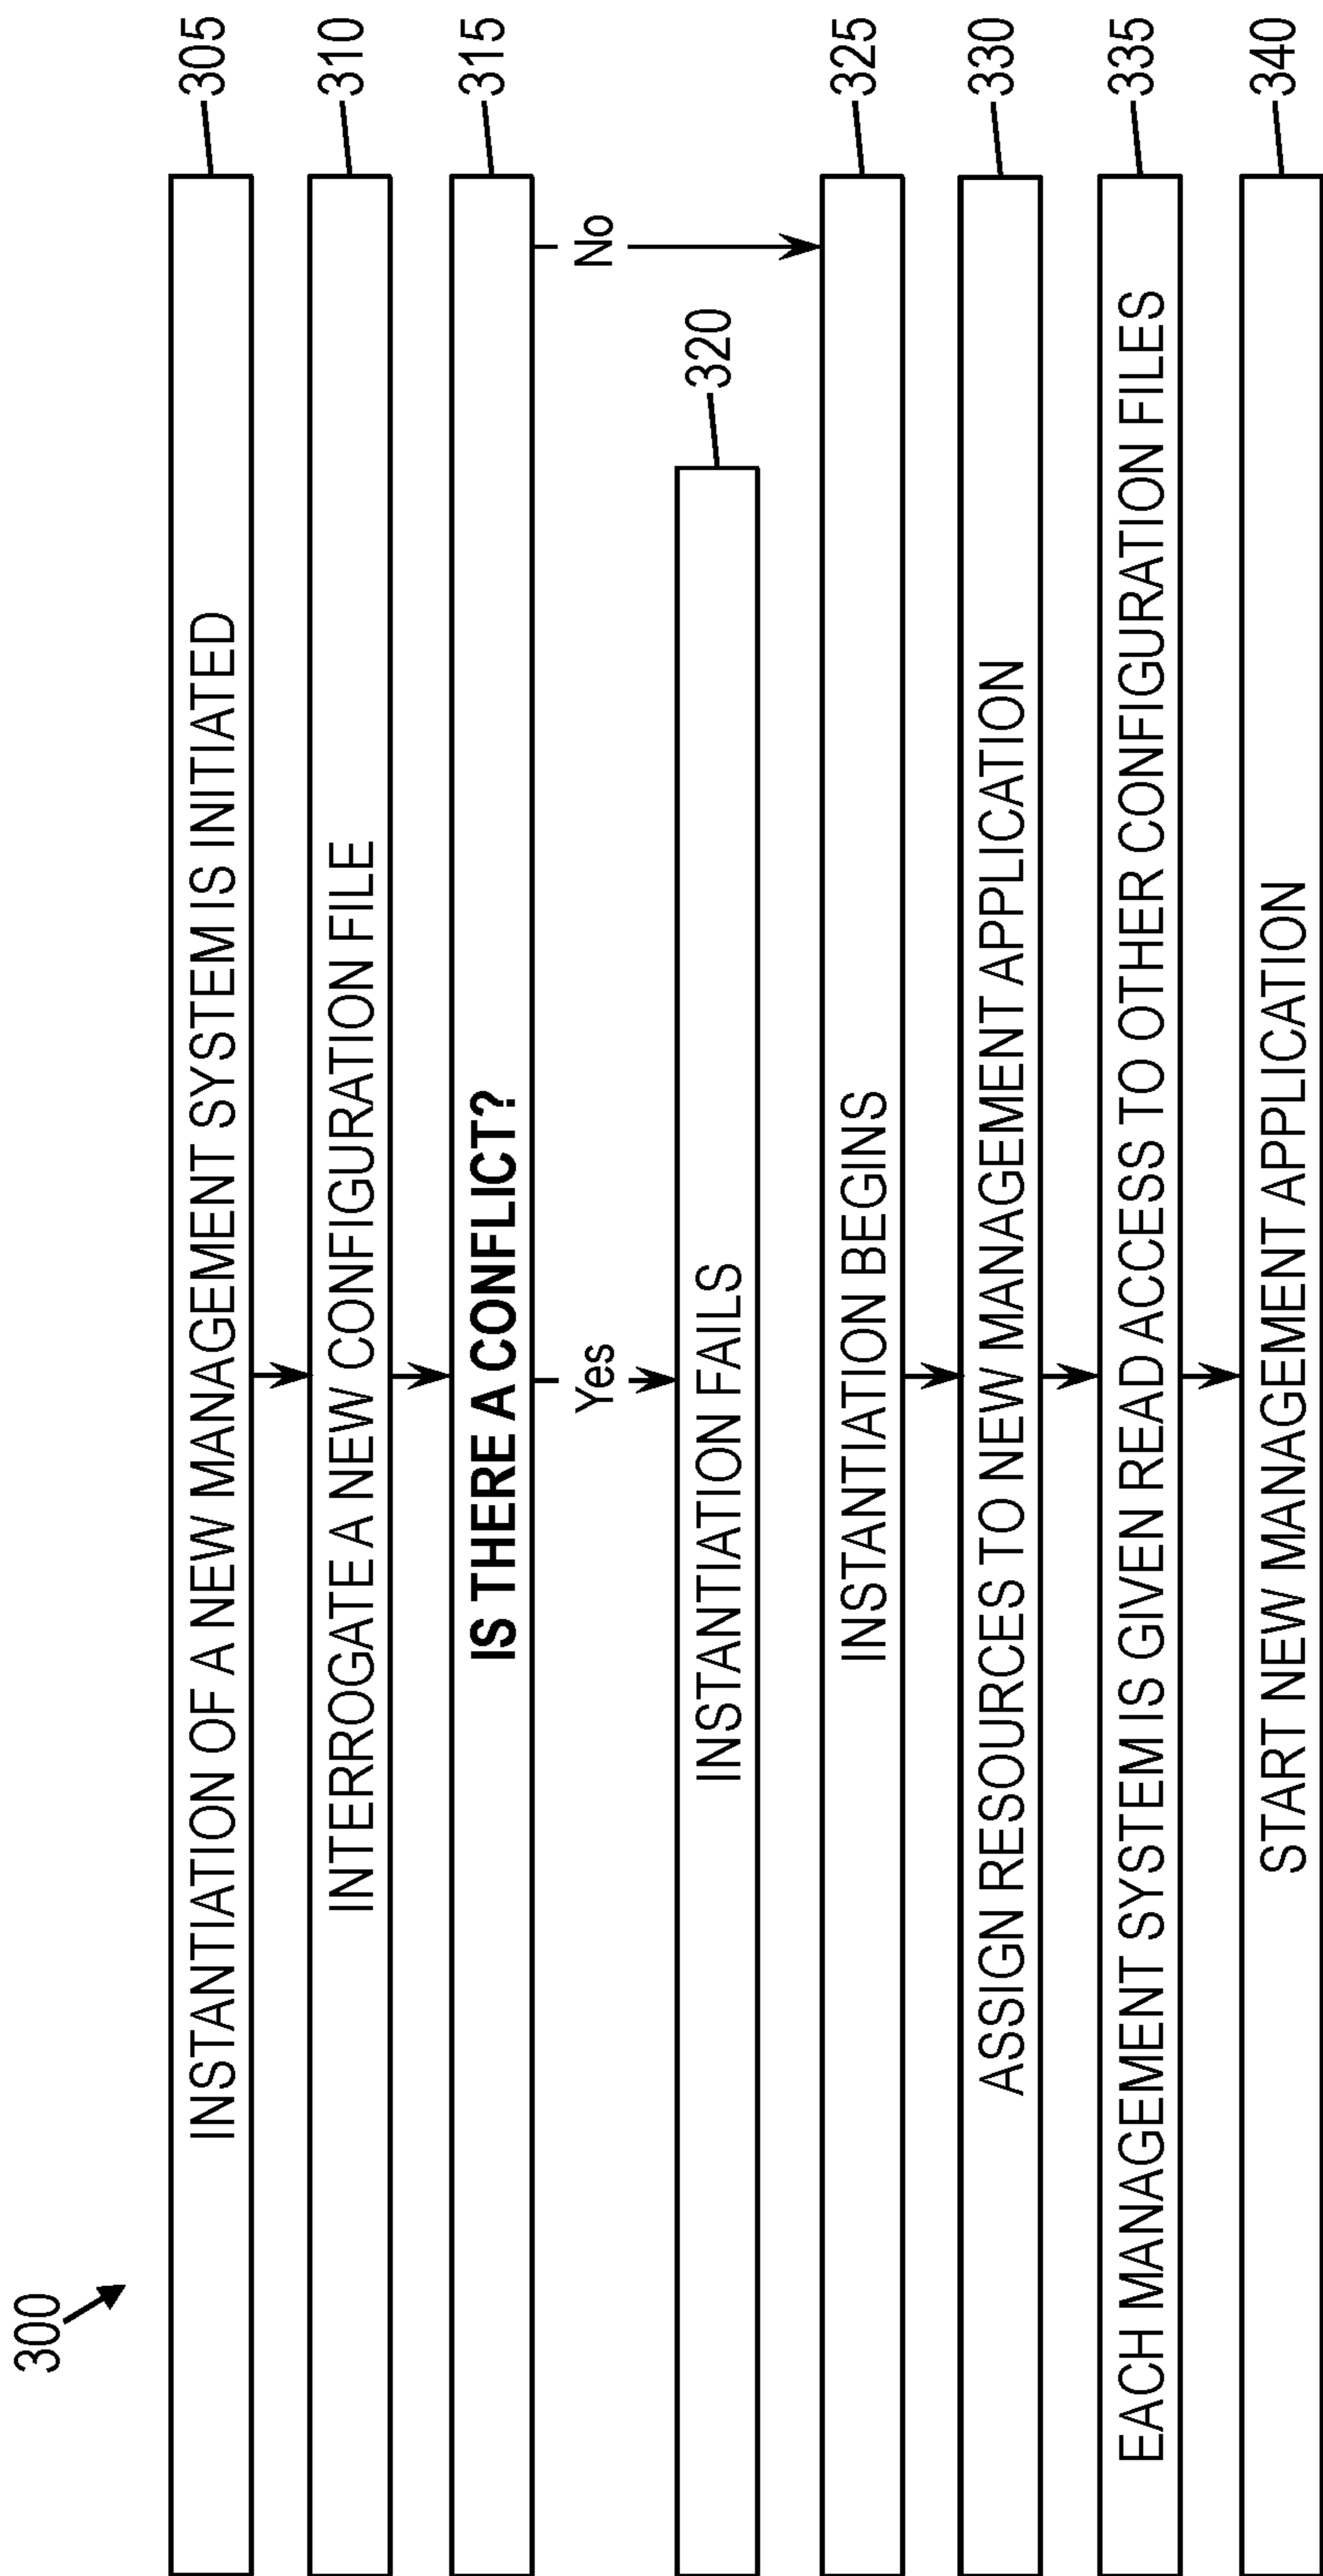 300
INSTANTIATION OF A NEW MANAGEMENT SYSTEM IS INITIATED
305
INTERROGATE A NEW CONFIGURATION FILE
310
IS THERE A CONFLICT?
315
Yes
No
INSTANTIATION FAILS
320
INSTANTIATION BEGINS
325
ASSIGN RESOURCES TO NEW MANAGEMENT APPLICATION
330
EACH MANAGEMENT SYSTEM IS GIVEN READ ACCESS TO OTHER CONFIGURATION FILES
335
START NEW MANAGEMENT APPLICATION
340